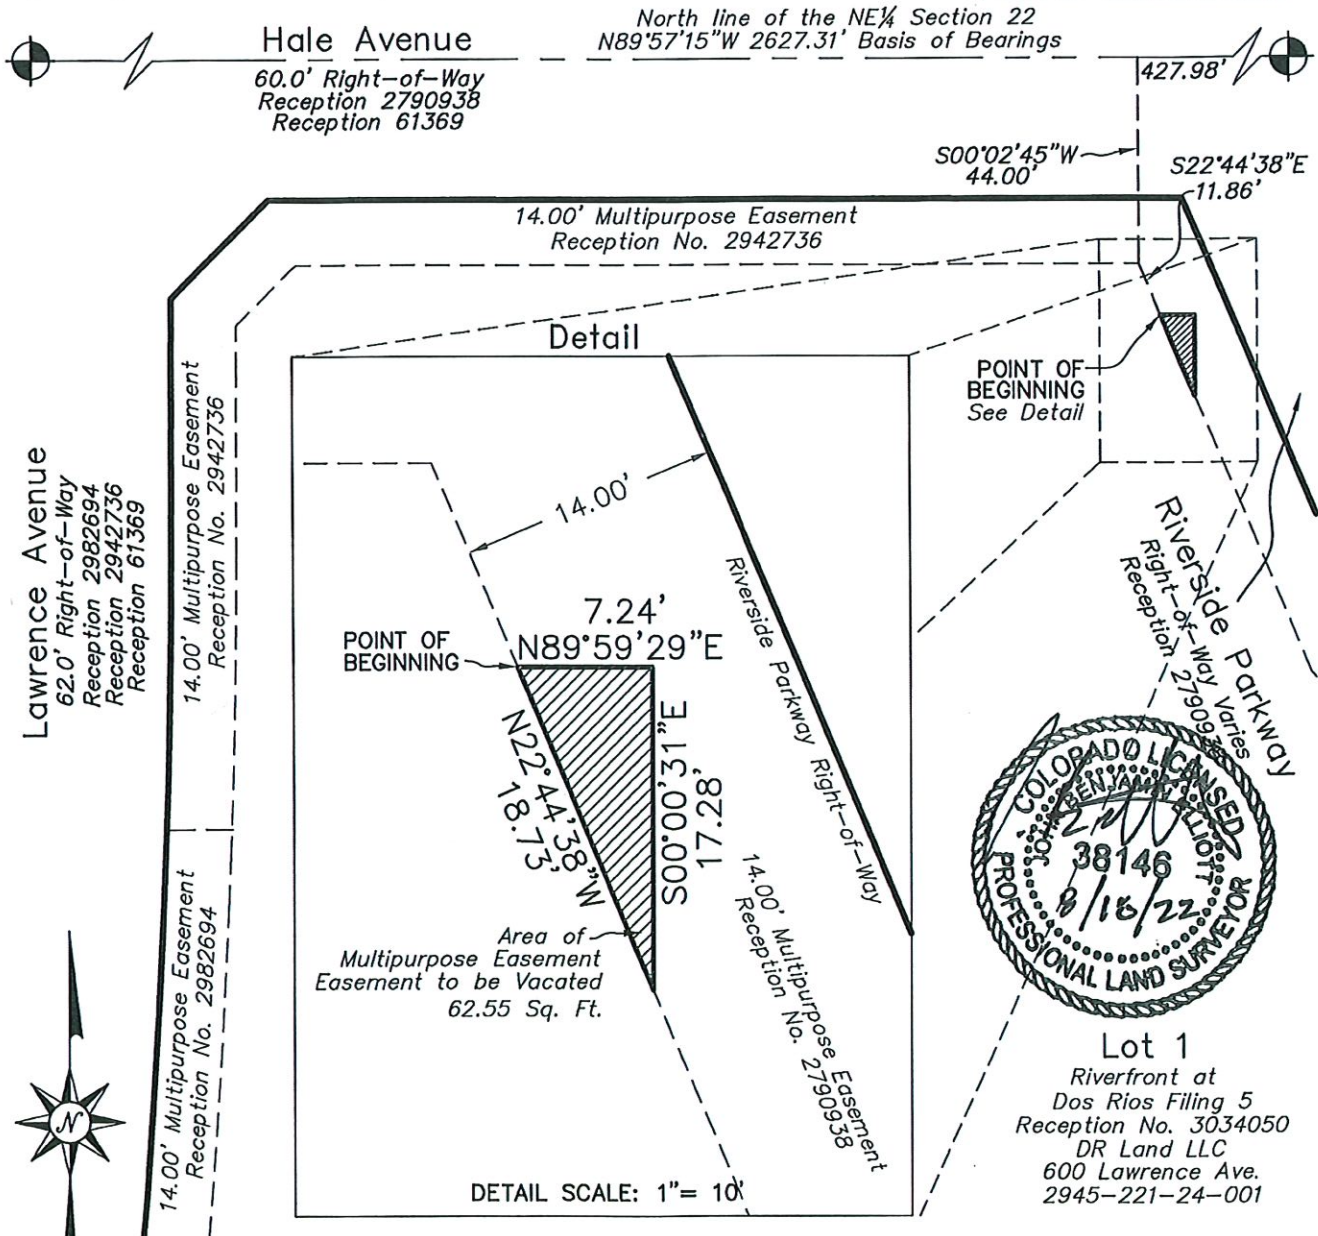 North line of the NE¼ Section 22
N89°57'15"W 2627.31' Basis of Bearings
Hale Avenue
60.0' Right-of-Way
Reception 2790938
Reception 61369
427.98'
S00°02'45"W
44.00'
S22°44'38"E
11.86'
14.00' Multipurpose Easement
Reception No. 2942736
Detail
POINT OF
BEGINNING
See Detail
14.00' Multipurpose Easement
Reception No. 2942736
Lawrence Avenue
62.0' Right-of-Way
Reception 2982694
Reception 2942736
Reception 61369
14.00'
Riverside Parkway
Right-of-Way Varies
Reception 2790938
Riverside Parkway Right-of-Way
7.24'
N89°59'29"E
POINT OF
BEGINNING
N22°44'38"W
18.73'
S00°00'31"E
17.28'
Area of
Multipurpose Easement
Easement to be Vacated
62.55 Sq. Ft.
14.00' Multipurpose Easement
Reception No. 2790938
14.00' Multipurpose Easement
Reception No. 2982694
COLORADO LICENSED
JOHN BENJAMIN ELLIOTT
38146
8/18/22
PROFESSIONAL LAND SURVEYOR
N
Lot 1
Riverfront at
Dos Rios Filing 5
Reception No. 3034050
DR Land LLC
600 Lawrence Ave.
2945-221-24-001
DETAIL SCALE: 1"= 10'